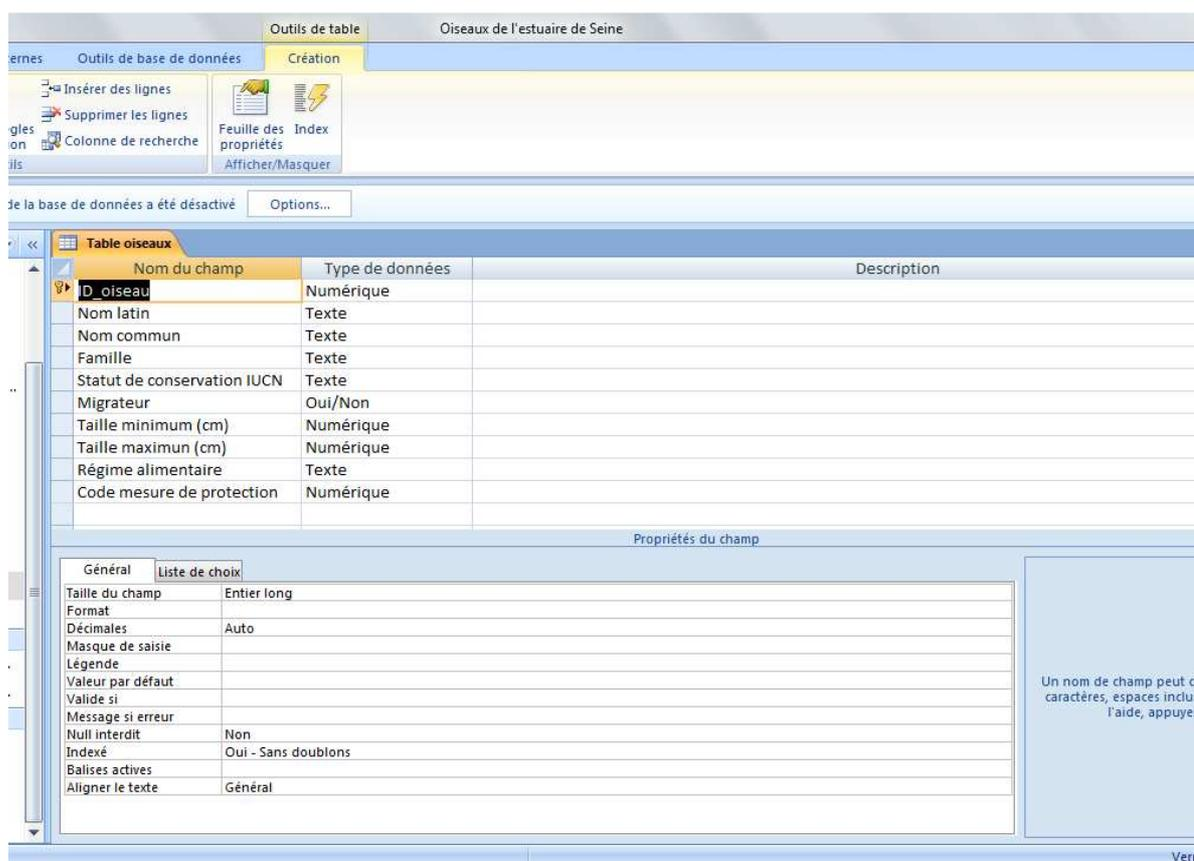 Outils de table Oiseaux de l'estuaire de Seine
ernes Outils de base de données Création
Insérer des lignes
Supprimer les lignes
Colonne de recherche
Feuille des propriétés Index
Afficher/Masquer
de la base de données a été désactivé Options...
Table oiseaux
Nom du champ Type de données Description
ID_oiseau Numérique
Nom latin Texte
Nom commun Texte
Famille Texte
Statut de conservation IUCN Texte
Migrateur Oui/Non
Taille minimum (cm) Numérique
Taille maximun (cm) Numérique
Régime alimentaire Texte
Code mesure de protection Numérique
Propriétés du champ
Général Liste de choix
Taille du champ Entier long
Format
Décimales Auto
Masque de saisie
Légende
Valeur par défaut
Valide si
Message si erreur
Null interdit Non
Indexé Oui - Sans doublons
Balises actives
Aligner le texte Général
Un nom de champ peut
caractères, espaces inclu
l'aide, appuye
Ver